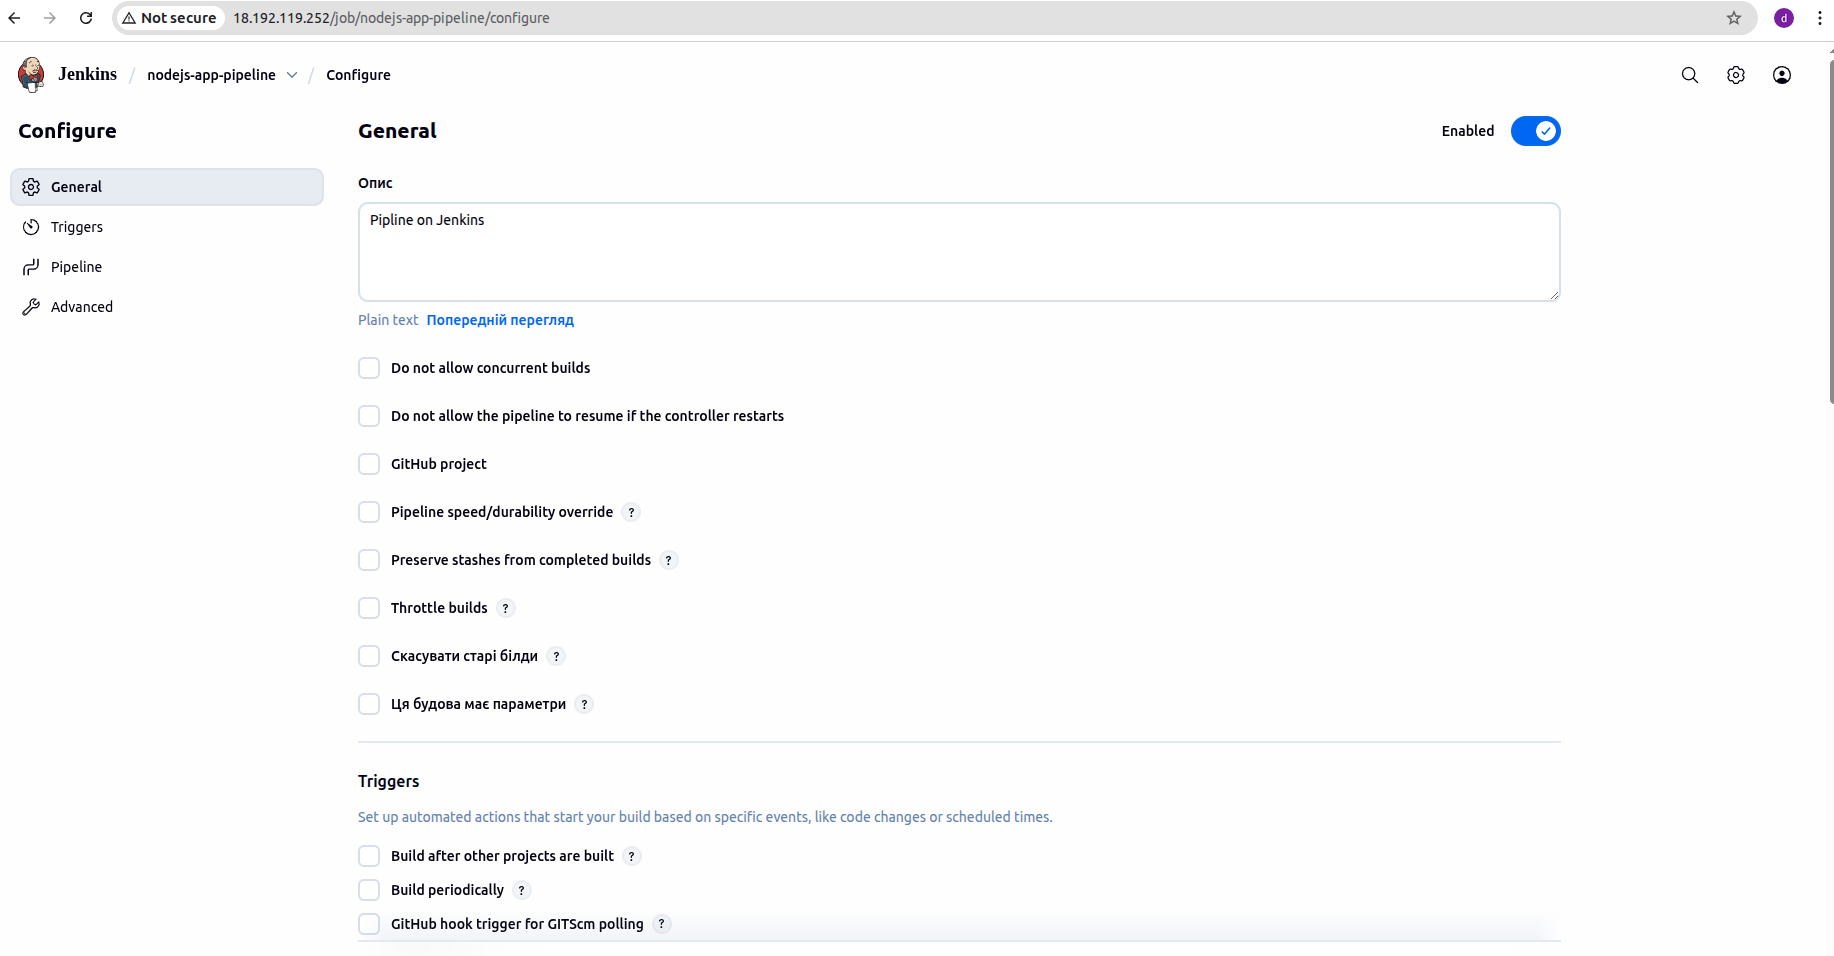 Not secure 18.192.119.252/job/nodejs-app-pipeline/configure
d
Jenkins / nodejs-app-pipeline / Configure
Configure
General
Triggers
Pipeline
Advanced
General
Enabled
Опис
Pipline on Jenkins
Plain text Попередній перегляд
Do not allow concurrent builds
Do not allow the pipeline to resume if the controller restarts
GitHub project
Pipeline speed/durability override ?
Preserve stashes from completed builds ?
Throttle builds ?
Скасувати старі білди ?
Ця будова має параметри ?
Triggers
Set up automated actions that start your build based on specific events, like code changes or scheduled times.
Build after other projects are built ?
Build periodically ?
GitHub hook trigger for GITScm polling ?